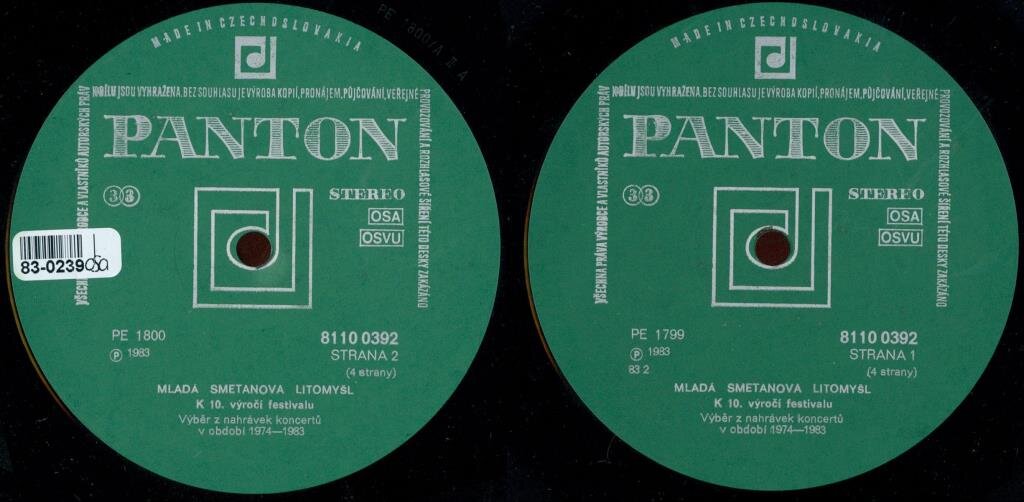 PE 1800/A II A
MADE IN CZECHOSLOVAKIA
VŠECHNA PRÁVA VÝROBCE A VLASTNÍKŮ AUTORSKÝCH PRÁV
K DÍLU JSOU VYHRAŽENA. BEZ SOUHLASU JE VÝROBA KOPIÍ, PRONÁJEM, PŮJČOVÁNÍ, VEŘEJNÉ
PROVOZOVÁNÍ A ROZHLASOVÉ ŠÍŘENÍ TÉTO DESKY ZAKÁZÁNO
PANTON
33
STEREO
OSA
OSVU
83-0239 osa
PE 1800
8110 0392
Ⓟ 1983
STRANA 2
(4 strany)
MLADÁ SMETANOVA LITOMYŠL
K 10. výročí festivalu
Výběr z nahrávek koncertů
v období 1974—1983
MADE IN CZECHOSLOVAKIA
VŠECHNA PRÁVA VÝROBCE A VLASTNÍKŮ AUTORSKÝCH PRÁV
K DÍLU JSOU VYHRAŽENA. BEZ SOUHLASU JE VÝROBA KOPIÍ, PRONÁJEM, PŮJČOVÁNÍ, VEŘEJNÉ
PROVOZOVÁNÍ A ROZHLASOVÉ ŠÍŘENÍ TÉTO DESKY ZAKÁZÁNO
PANTON
33
STEREO
OSA
OSVU
PE 1799
8110 0392
Ⓟ 1983
STRANA 1
83 2
(4 strany)
MLADÁ SMETANOVA LITOMYŠL
K 10. výročí festivalu
Výběr z nahrávek koncertů
v období 1974—1983